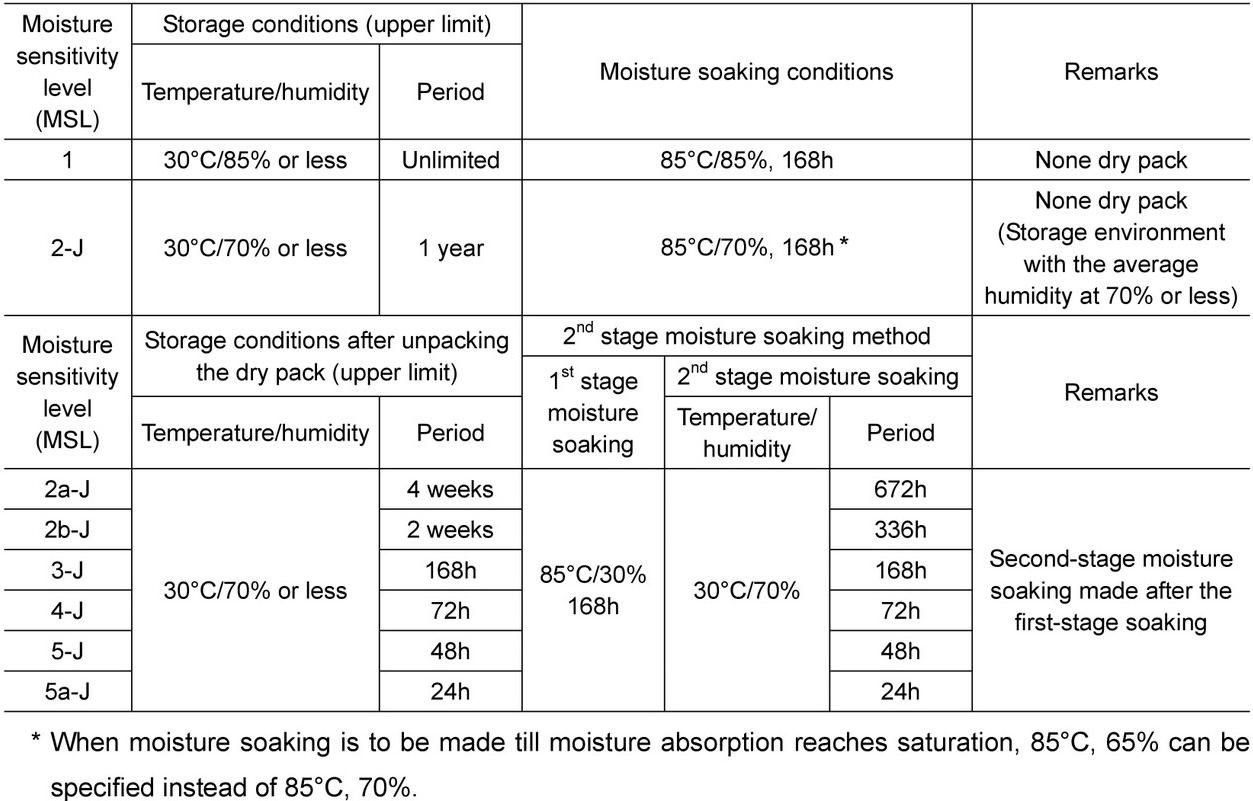 Moisture
sensitivity
level
(MSL)
Storage conditions (upper limit)
Temperature/humidity
Period
Moisture soaking conditions
Remarks
1
30°C/85% or less
Unlimited
85°C/85%, 168h
None dry pack
2-J
30°C/70% or less
1 year
85°C/70%, 168h *
None dry pack
(Storage environment
with the average
humidity at 70% or less)
Moisture
sensitivity
level
(MSL)
Storage conditions after unpacking
the dry pack (upper limit)
Temperature/humidity
Period
2nd stage moisture soaking method
1st stage
moisture
soaking
2nd stage moisture soaking
Temperature/
humidity
Period
Remarks
2a-J
4 weeks
672h
2b-J
2 weeks
336h
3-J
168h
168h
4-J
72h
72h
5-J
48h
48h
5a-J
24h
24h
30°C/70% or less
85°C/30%
168h
30°C/70%
Second-stage moisture
soaking made after the
first-stage soaking
* When moisture soaking is to be made till moisture absorption reaches saturation, 85°C, 65% can be
specified instead of 85°C, 70%.